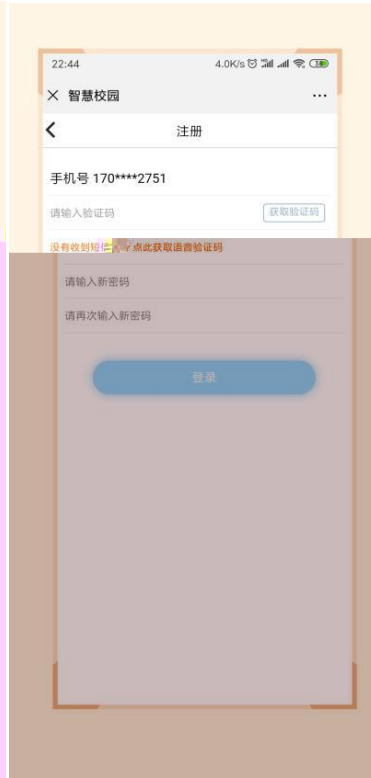 22:44 4.0K/s
智慧校园
注册
手机号 170****2751
请输入验证码 获取验证码
没有收到短信 点此获取语音验证码
请输入新密码
请再次输入新密码
登录